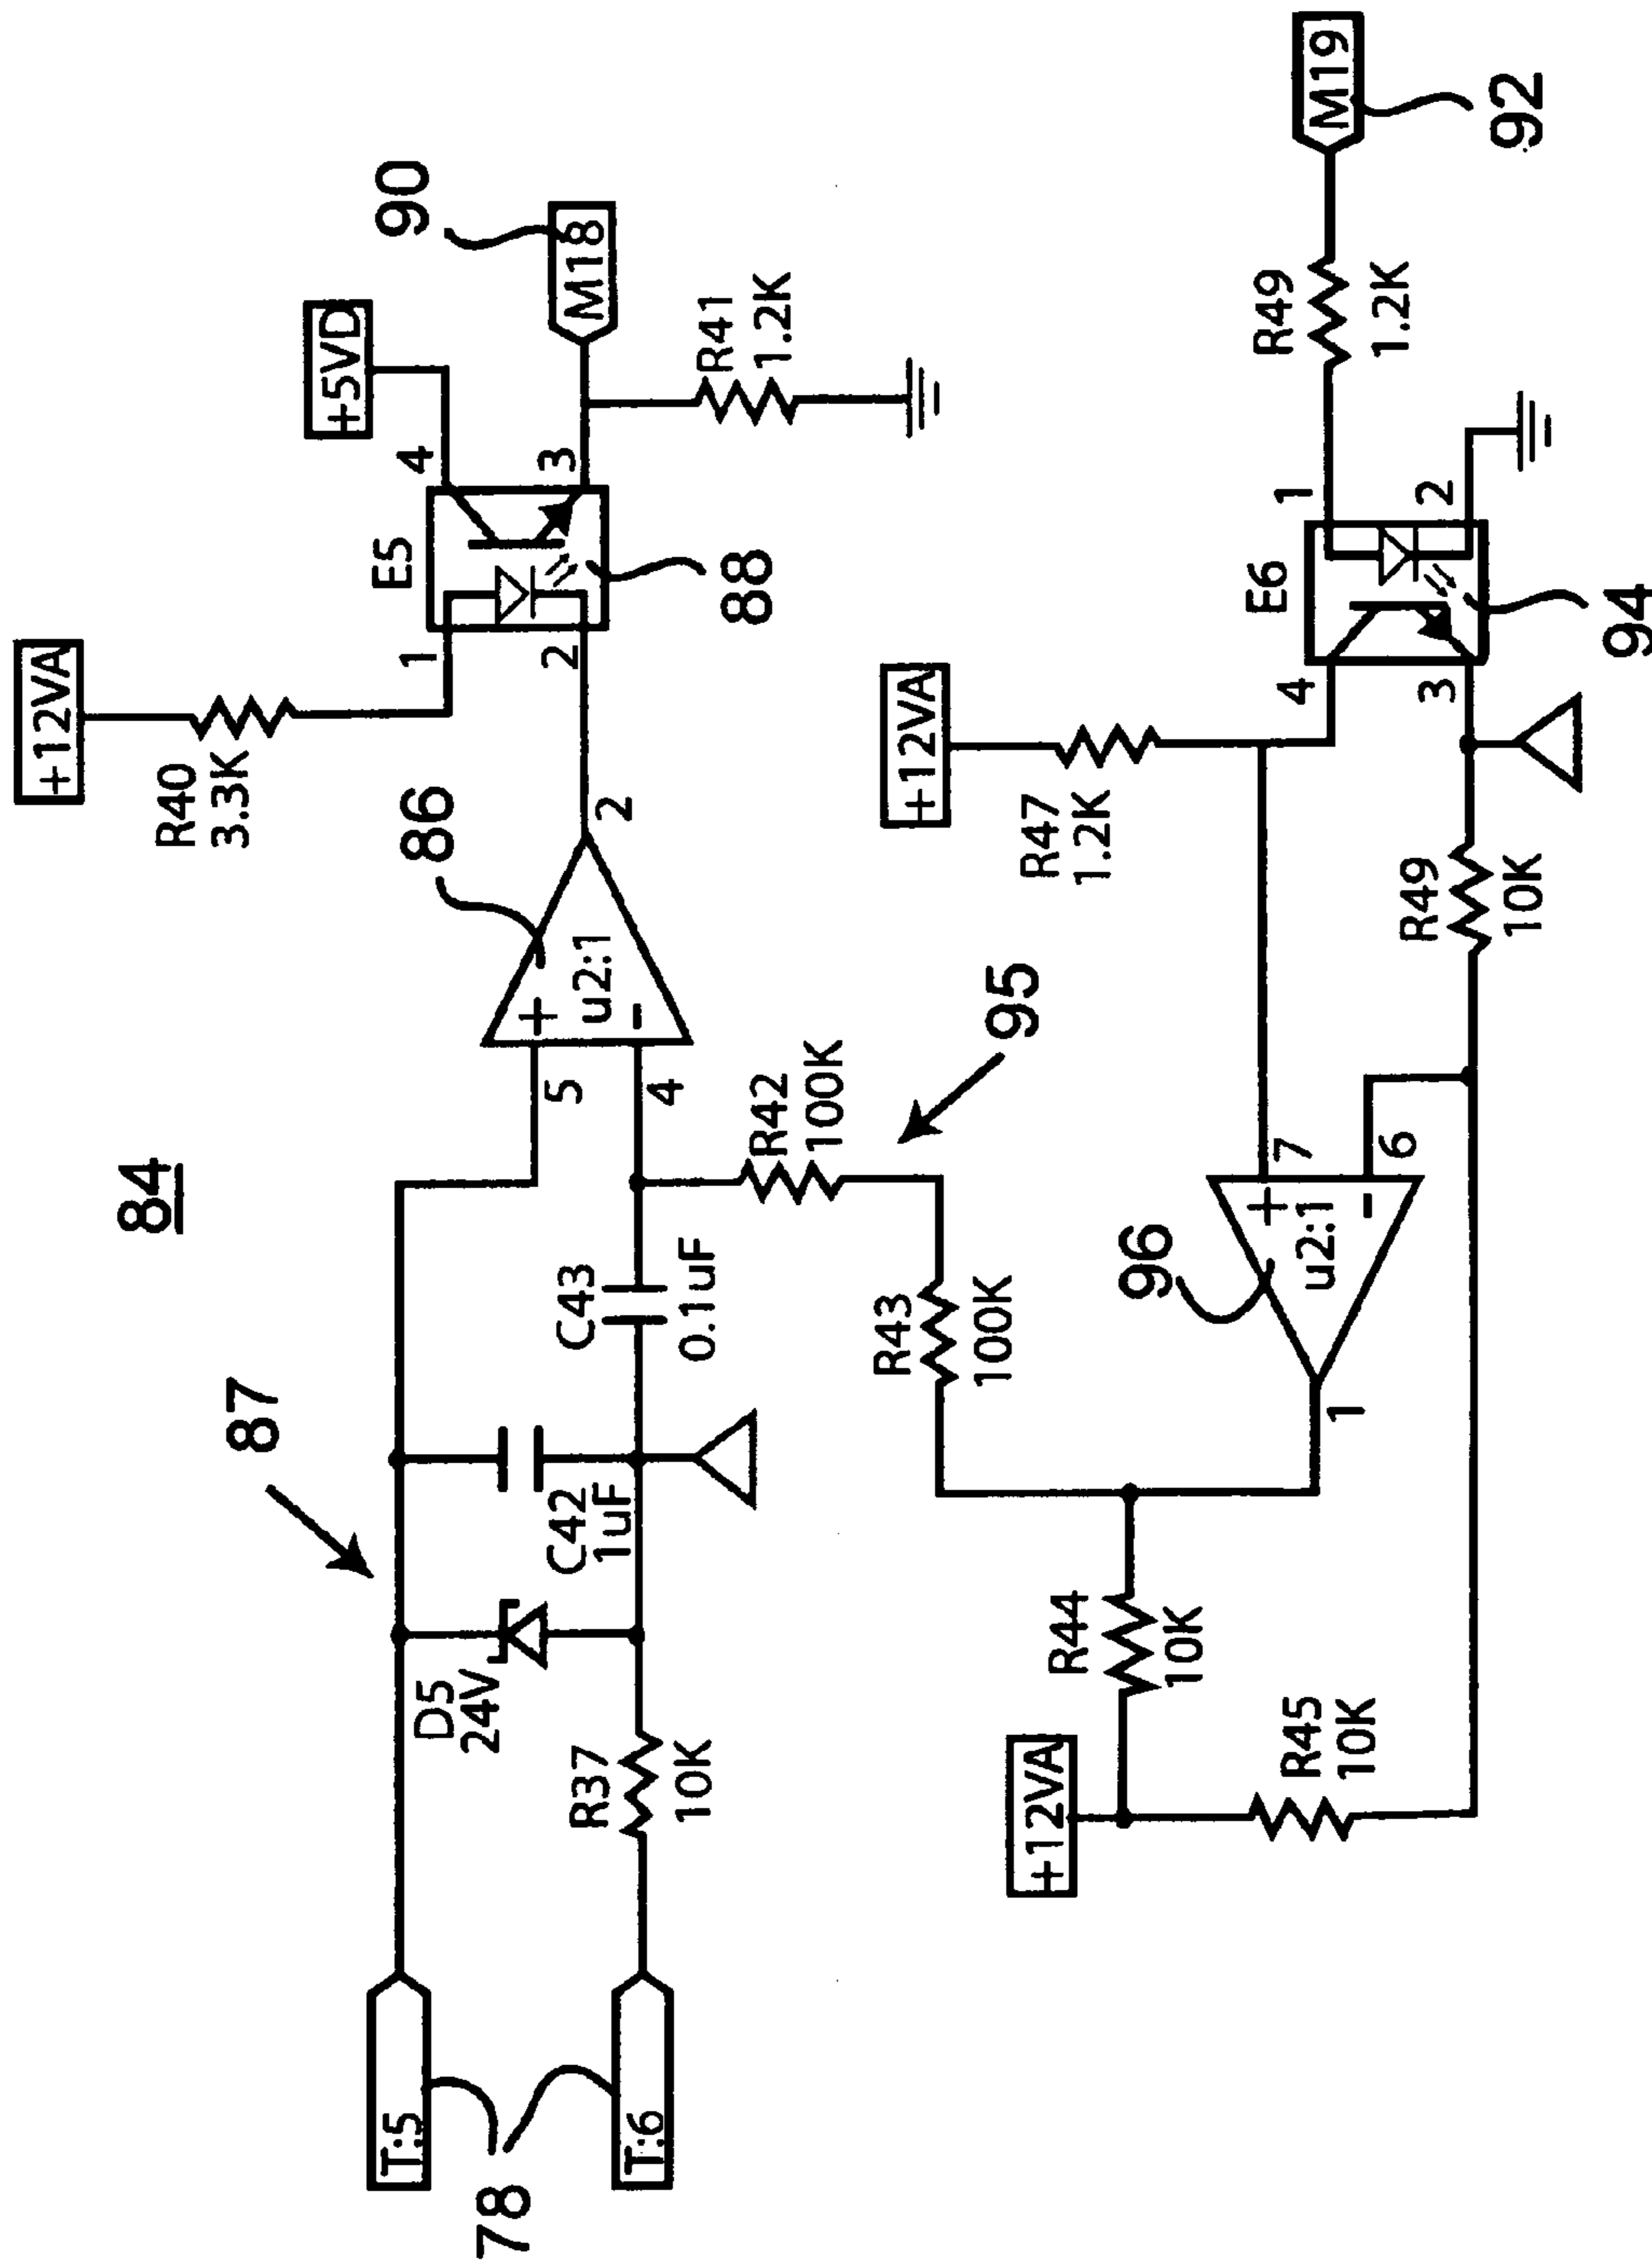 84
87
78
T:5
T:6
D5
24V
R37
10K
C42
1uF
C43
0.1uF
5
4
+
-
u2:1
86
2
+12VA
R40
3.3K
E5
1
2
4
3
88
+5VD
M18
90
R41
1.2K
R42
100K
95
R43
100K
+12VA
R44
10K
R45
10K
96
1
+
-
u2:1
7
6
+12VA
R47
1.2K
R49
10K
E6
4
3
1
2
94
R49
1.2K
M19
92